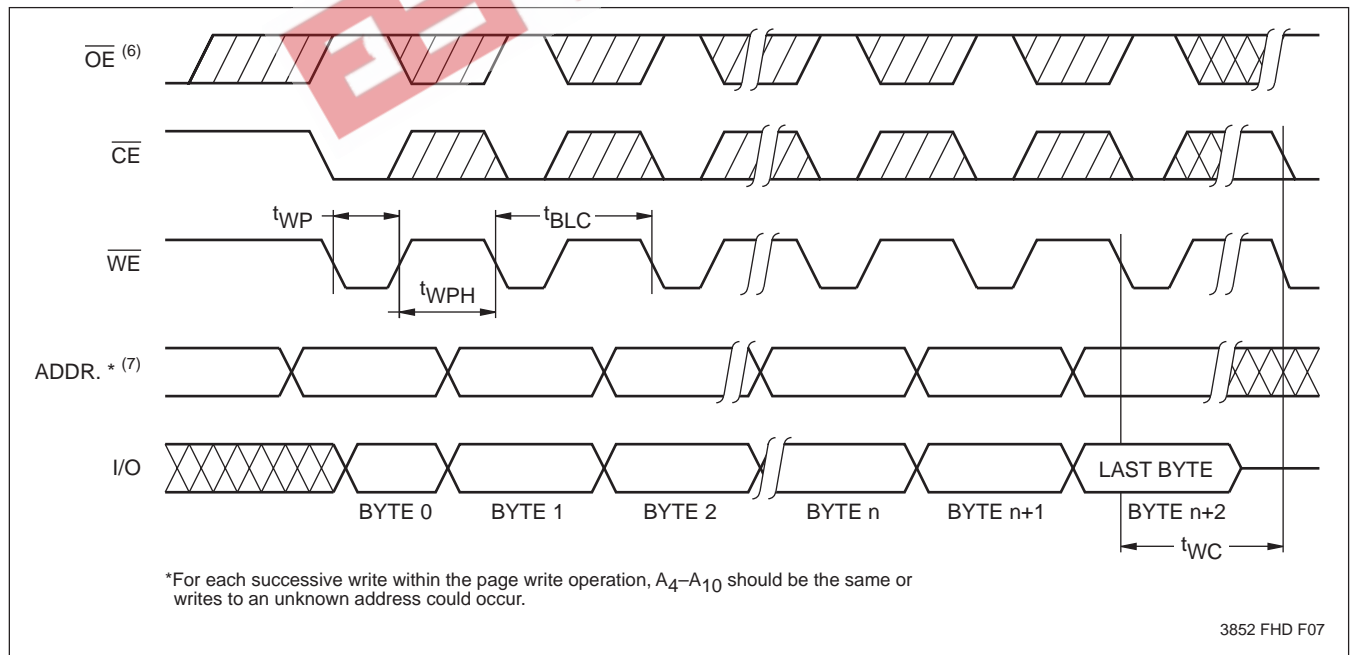 OE (6)
CE
tWP
tBLC
WE
tWPH
ADDR. * (7)
I/O
LAST BYTE
BYTE 0 BYTE 1 BYTE 2 BYTE n BYTE n+1 BYTE n+2
tWC
*For each successive write within the page write operation, A4–A10 should be the same or
writes to an unknown address could occur.
3852 FHD F07